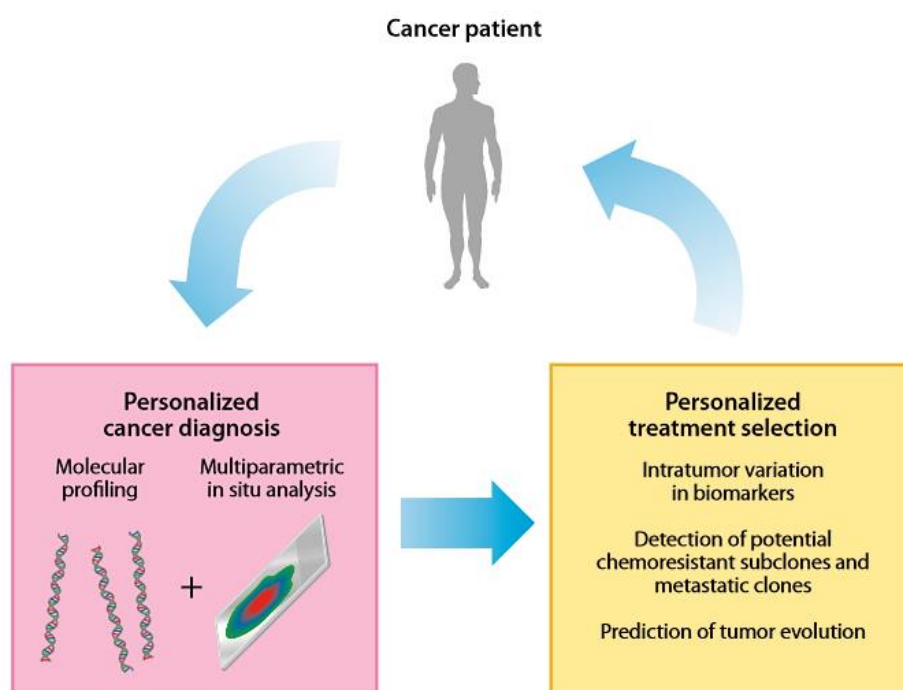 Cancer patient
Personalized
cancer diagnosis
Molecular
profiling
Multiparametric
in situ analysis
+
Personalized
treatment selection
Intratumor variation
in biomarkers
Detection of potential
chemoresistant subclones and
metastatic clones
Prediction of tumor evolution